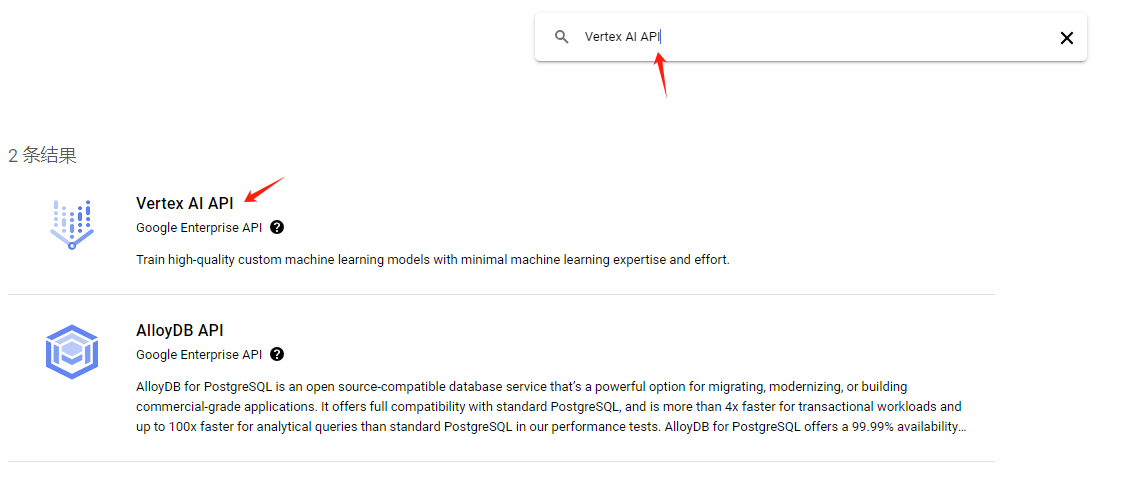 Vertex AI API
2 条结果
Vertex AI API
Google Enterprise API
Train high-quality custom machine learning models with minimal machine learning expertise and effort.
AlloyDB API
Google Enterprise API
AlloyDB for PostgreSQL is an open source-compatible database service that’s a powerful option for migrating, modernizing, or building
commercial-grade applications. It offers full compatibility with standard PostgreSQL, and is more than 4x faster for transactional workloads and
up to 100x faster for analytical queries than standard PostgreSQL in our performance tests. AlloyDB for PostgreSQL offers a 99.99% availability…